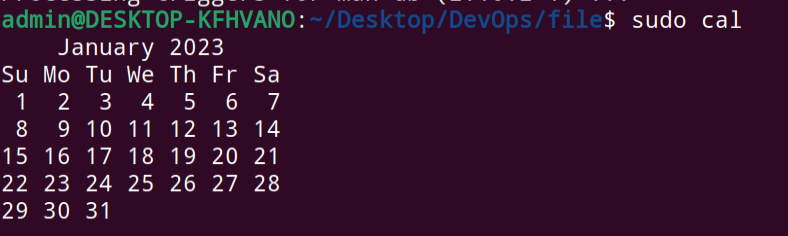 admin@DESKTOP-KFHVANO:~/Desktop/DevOps/file$ sudo cal
January 2023
Su Mo Tu We Th Fr Sa
1 2 3 4 5 6 7
8 9 10 11 12 13 14
15 16 17 18 19 20 21
22 23 24 25 26 27 28
29 30 31